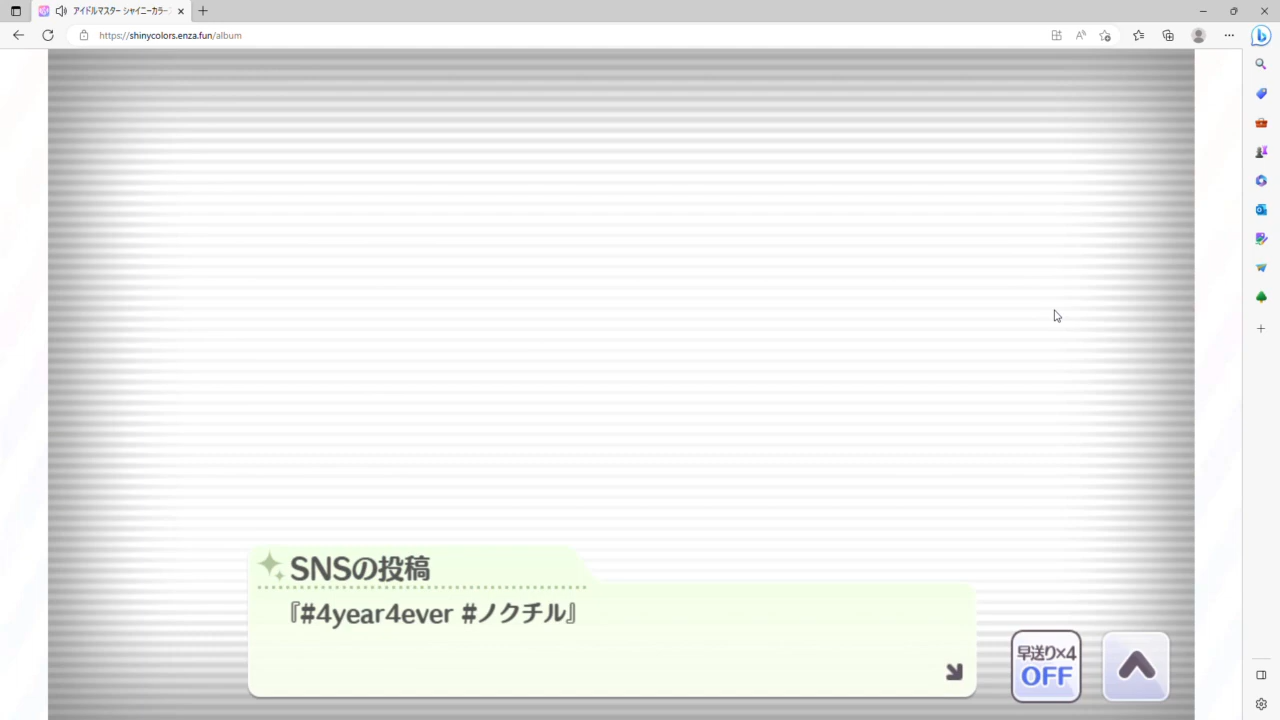 アイドルマスター シャイニーカラー
https://shinycolors.enza.fun/album
SNSの投稿
『#4year4ever #ノクチル』
早送り×4
OFF